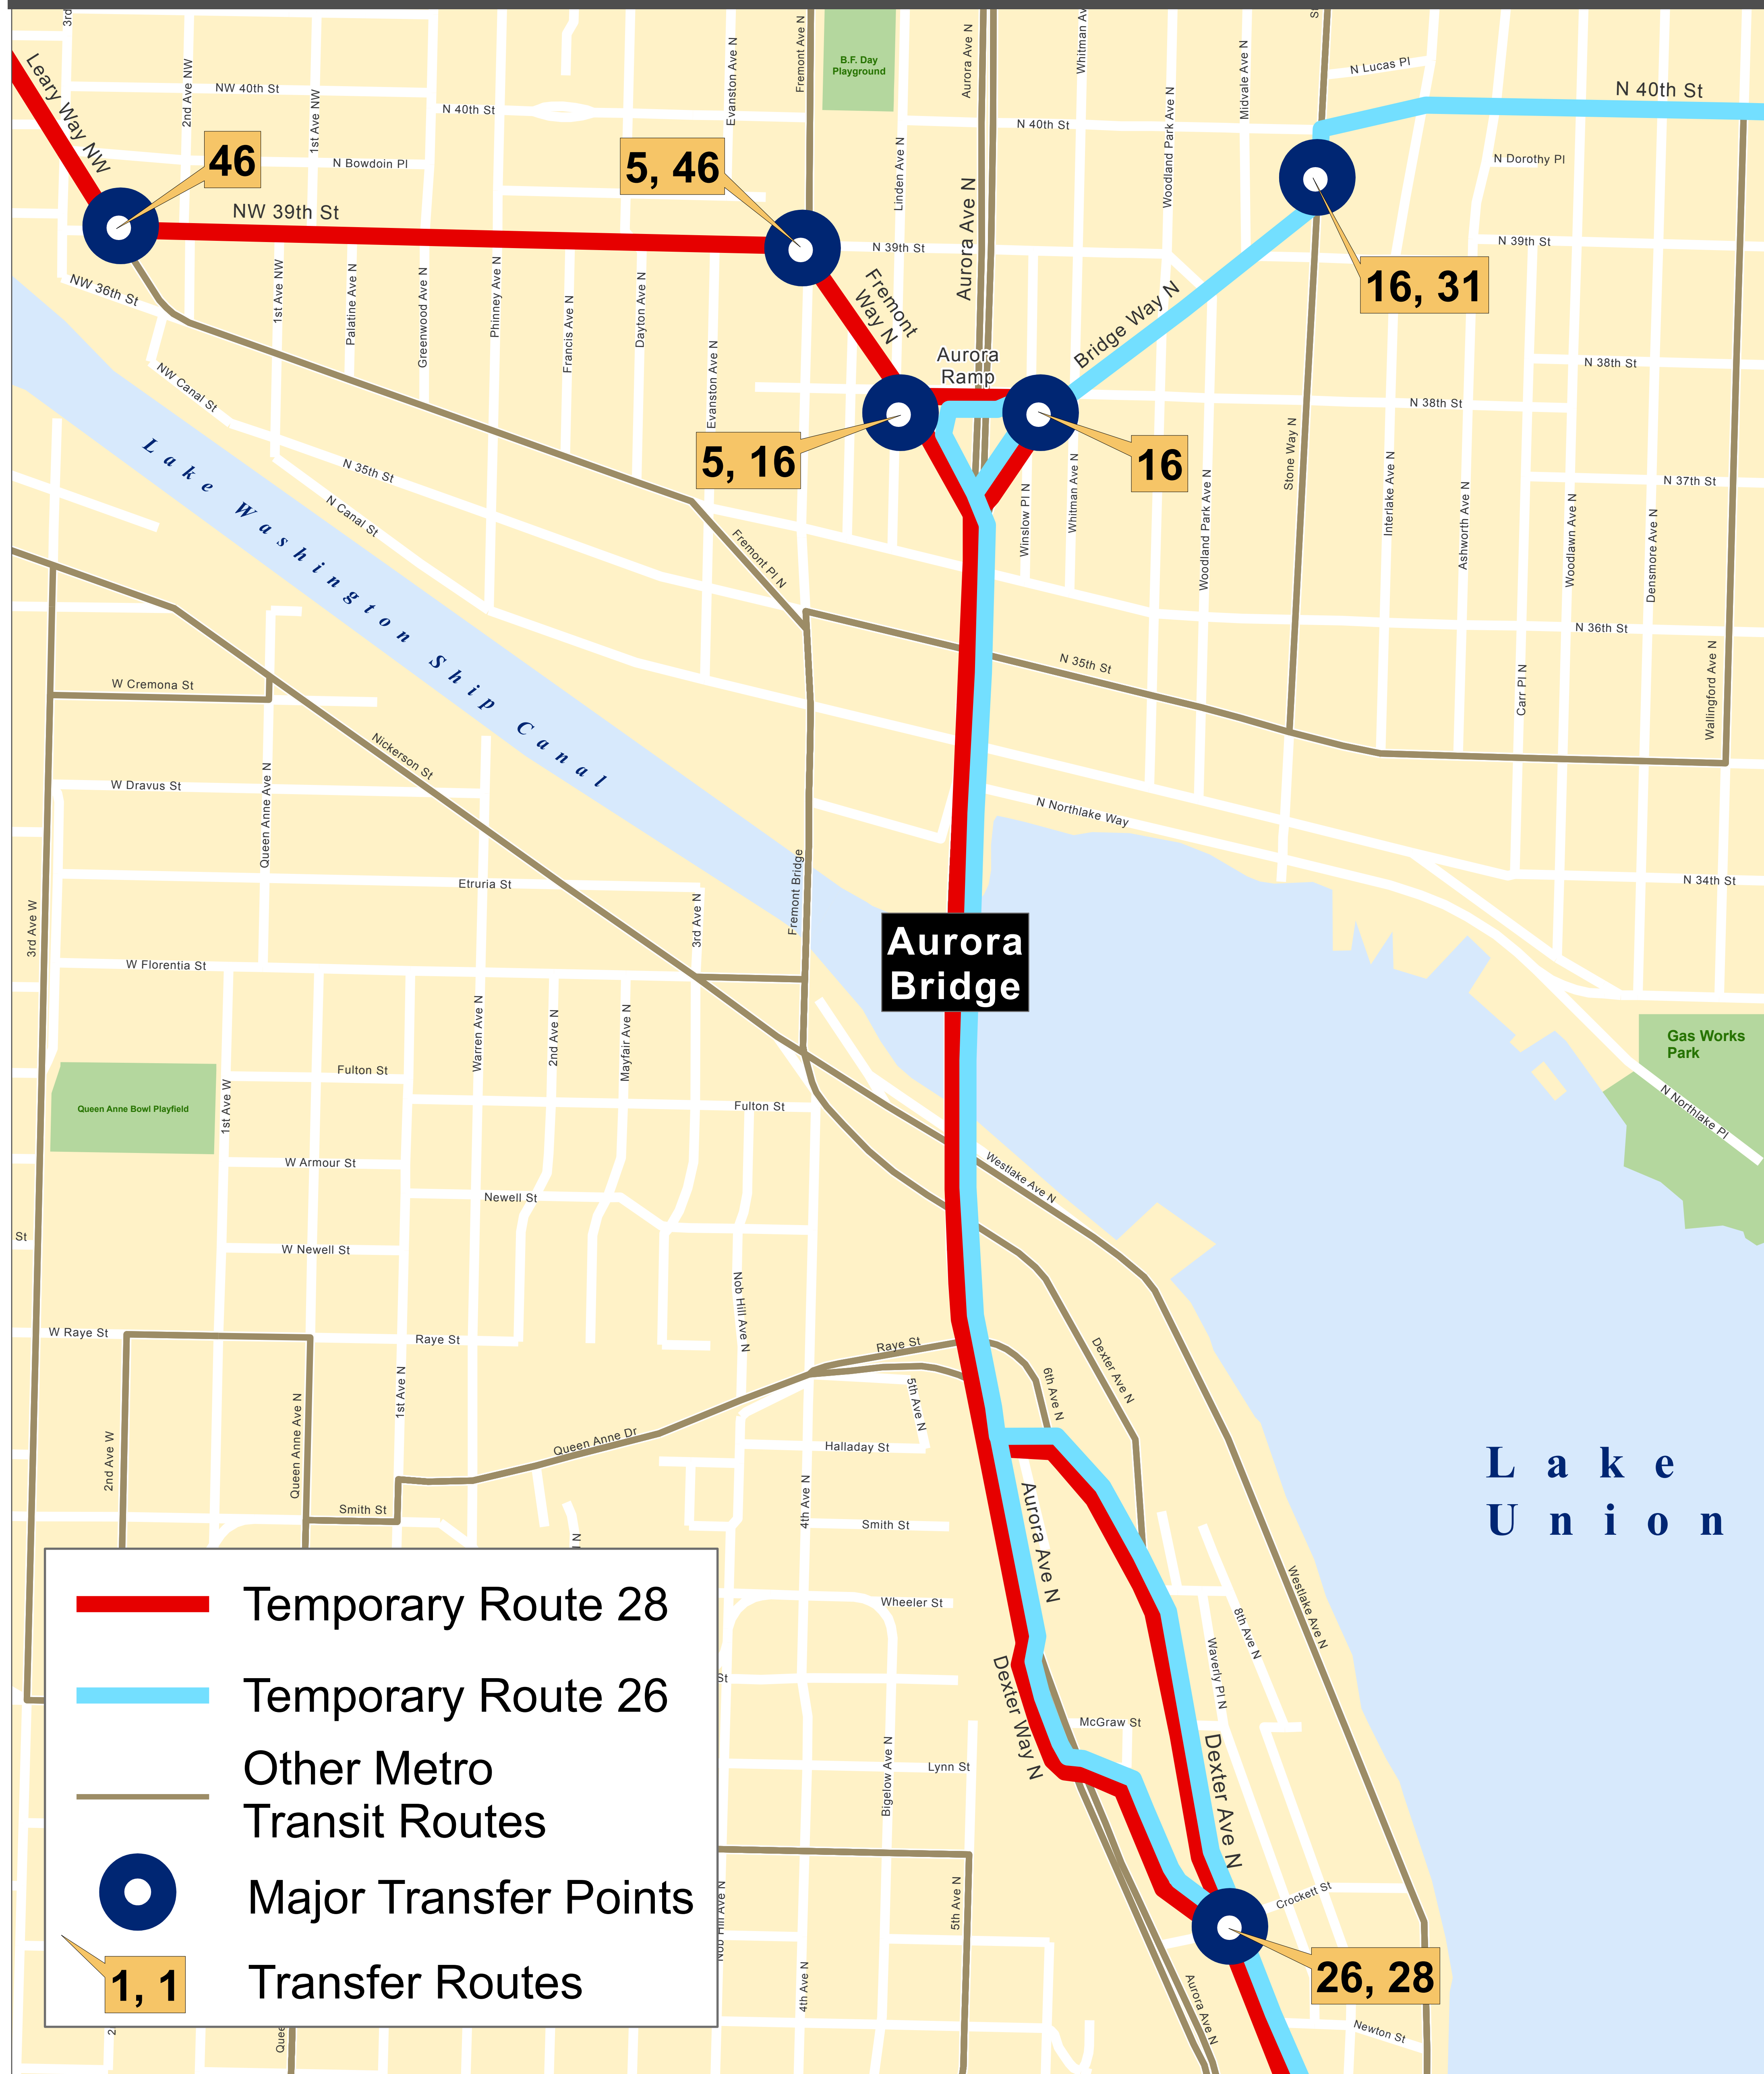 3rd
Leary Way NW
2nd Ave NW
NW 40th St
1st Ave NW
N 40th St
N Bowdoin Pl
Evanston Ave N
Fremont Ave N
B.F. Day
Playground
Linden Ave N
Aurora Ave N
Whitman Av
N 40th St
Woodland Park Ave N
Midvale Ave N
St
N Lucas Pl
N 40th St
N Dorothy Pl
46
5, 46
NW 39th St
N 39th St
Aurora Ave N
N 39th St
16, 31
NW 36th St
1st Ave NW
Palatine Ave N
Greenwood Ave N
Phinney Ave N
Francis Ave N
Dayton Ave N
Evanston Ave N
Fremont
Way N
Aurora
Ramp
Bridge Way N
N 38th St
N 38th St
NW Canal St
5, 16
16
N 35th St
N Canal St
Fremont Pl N
Winslow Pl N
Whitman Ave N
Woodland Park Ave N
Stone Way N
Interlake Ave N
Ashworth Ave N
N 37th St
Woodlawn Ave N
Densmore Ave N
Lake Washington Ship Canal
N 36th St
N 35th St
Carr Pl N
Wallingford Ave N
W Cremona St
Nickerson St
W Dravus St
Queen Anne Ave N
N Northlake Way
Etruria St
Fremont Bridge
N 34th St
3rd Ave W
3rd Ave N
W Florentia St
Aurora
Bridge
Warren Ave N
2nd Ave N
Mayfair Ave N
Gas Works
Park
N Northlake Pl
Queen Anne Bowl Playfield
1st Ave W
Fulton St
Fulton St
W Armour St
Newell St
Westlake Ave N
St
W Newell St
Nob Hill Ave N
W Raye St
Raye St
Raye St
1st Ave N
Queen Anne Ave N
2nd Ave W
5th Ave N
6th Ave N
Dexter Ave N
Queen Anne Dr
Halladay St
Smith St
4th Ave N
Smith St
Aurora Ave N
Lake
Union
N
Wheeler St
Westlake Ave N
8th Ave N
Waverly Pl N
St
Dexter Way N
McGraw St
Lynn St
Bigelow Ave N
Dexter Ave N
Crockett St
Nob Hill Ave N
5th Ave N
4th Ave N
26, 28
Aurora Ave N
Newton St
Temporary Route 28
Temporary Route 26
Other Metro
Transit Routes
Major Transfer Points
1, 1
Transfer Routes
2
Quee